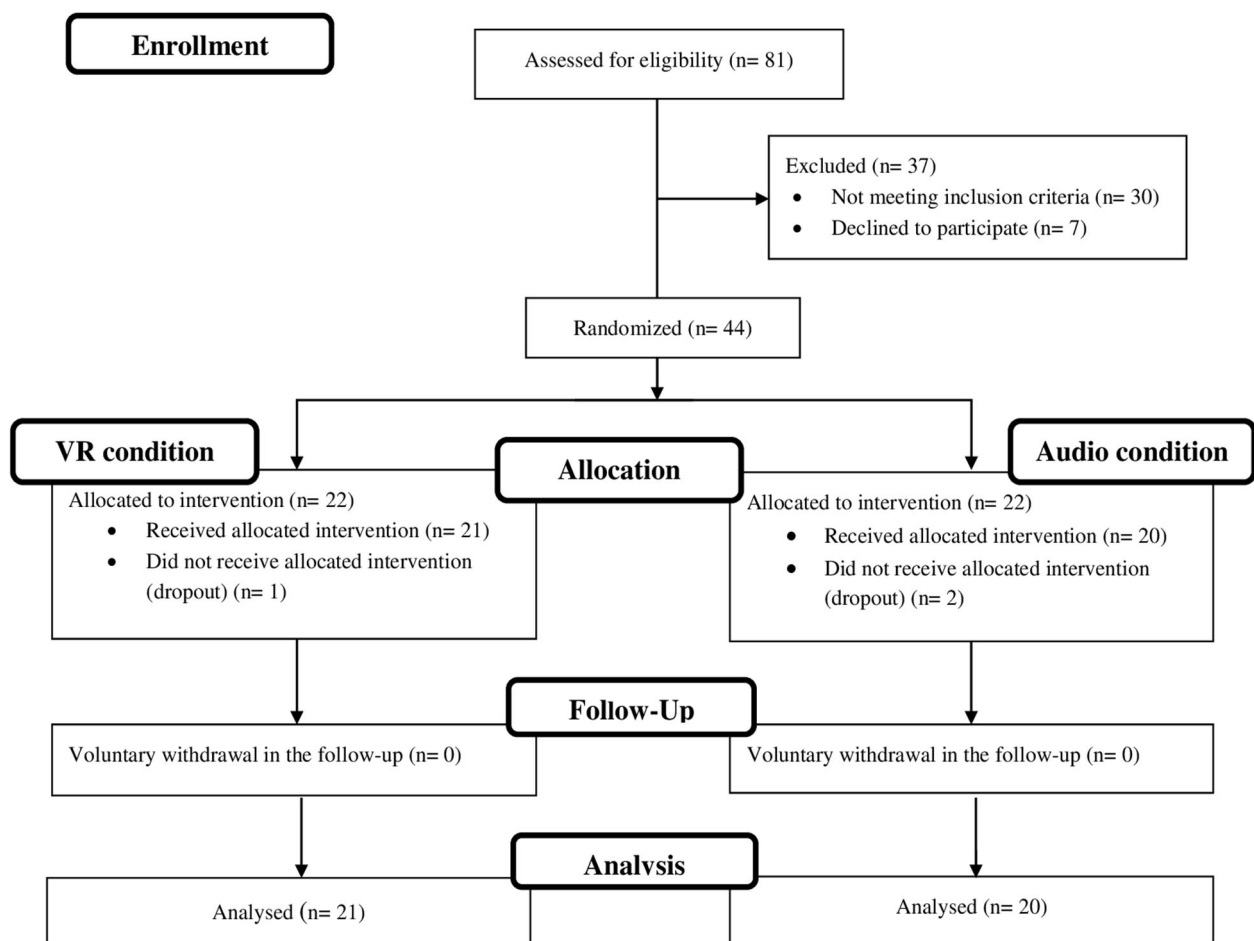 Enrollment
Assessed for eligibility (n= 81)
Excluded (n= 37)
• Not meeting inclusion criteria (n= 30)
• Declined to participate (n= 7)
Randomized (n= 44)
VR condition
Allocation
Audio condition
Allocated to intervention (n= 22)
• Received allocated intervention (n= 21)
• Did not receive allocated intervention
(dropout) (n= 1)
Allocated to intervention (n= 22)
• Received allocated intervention (n= 20)
• Did not receive allocated intervention
(dropout) (n= 2)
Follow-Up
Voluntary withdrawal in the follow-up (n= 0)
Voluntary withdrawal in the follow-up (n= 0)
Analysis
Analysed (n= 21)
Analysed (n= 20)